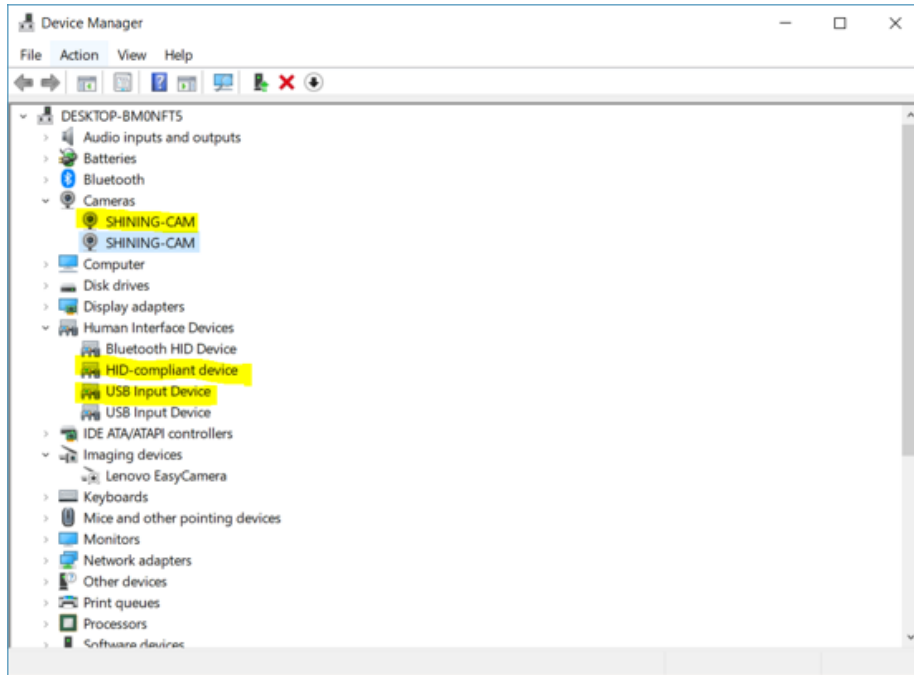 Device Manager
File Action View Help
DESKTOP-BM0NFT5
Audio inputs and outputs
Batteries
Bluetooth
Cameras
SHINING-CAM
SHINING-CAM
Computer
Disk drives
Display adapters
Human Interface Devices
Bluetooth HID Device
HID-compliant device
USB Input Device
USB Input Device
IDE ATA/ATAPI controllers
Imaging devices
Lenovo EasyCamera
Keyboards
Mice and other pointing devices
Monitors
Network adapters
Other devices
Print queues
Processors
Software devices